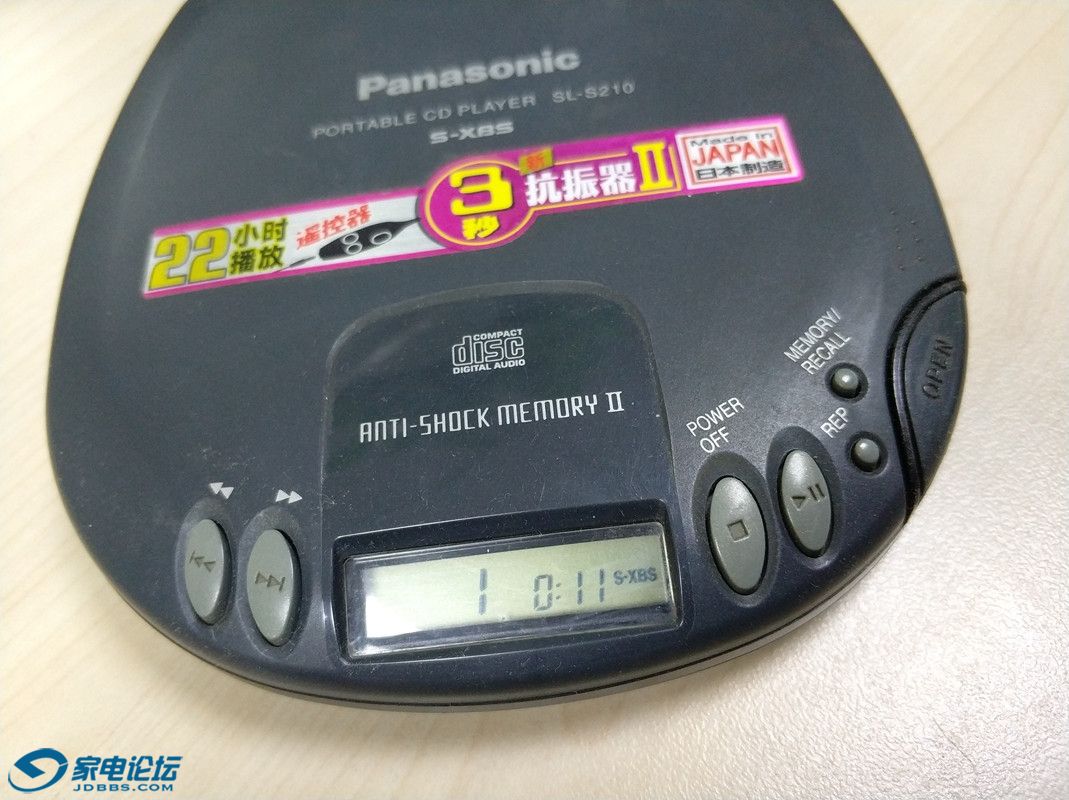 Panasonic
PORTABLE CD PLAYER SL-S210
S-XBS
22小时播放
遥控器
3秒
新
抗振器II
Made in
JAPAN
日本制造
COMPACT
disc
DIGITAL AUDIO
ANTI-SHOCK MEMORY II
MEMORY/
RECALL
OPEN
REP
POWER
OFF
1 0:11 S-XBS
家电论坛
JDBBS.COM